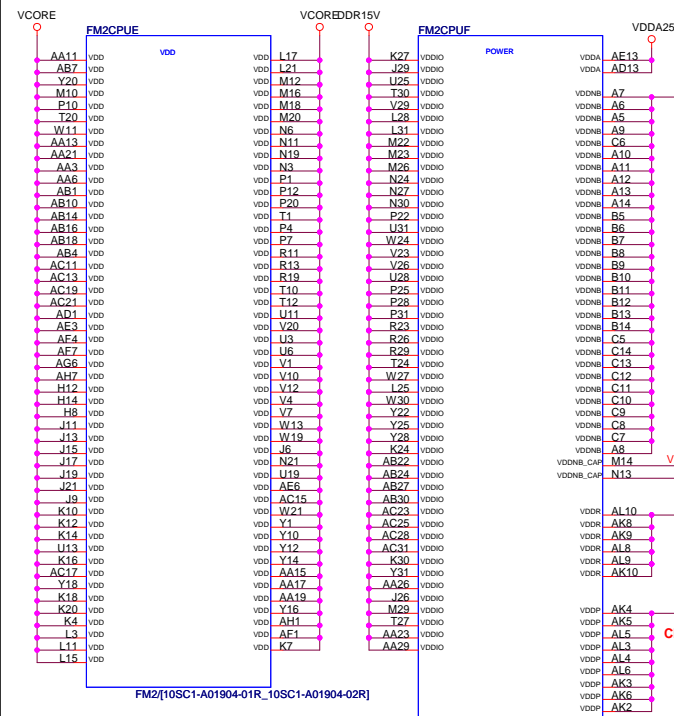 VCORE VCORE
FM2CPUE
VDD
AA11 VDD VDD L17
AB7 VDD VDD L21
Y20 VDD VDD M12
M10 VDD VDD M16
P10 VDD VDD M18
T20 VDD VDD M20
W11 VDD VDD N6
AA13 VDD VDD N11
AA21 VDD VDD N19
AA3 VDD VDD N3
AA6 VDD VDD P1
AB1 VDD VDD P12
AB10 VDD VDD P20
AB14 VDD VDD T1
AB16 VDD VDD P4
AB18 VDD VDD P7
AB4 VDD VDD R11
AC11 VDD VDD R13
AC13 VDD VDD R19
AC19 VDD VDD T10
AC21 VDD VDD T12
AD1 VDD VDD U11
AE3 VDD VDD V20
AF4 VDD VDD U3
AF7 VDD VDD U6
AG6 VDD VDD V1
AH7 VDD VDD V10
H12 VDD VDD V12
H14 VDD VDD V4
H8 VDD VDD V7
J11 VDD VDD W13
J13 VDD VDD W19
J15 VDD VDD J6
J17 VDD VDD N21
J19 VDD VDD U19
J21 VDD VDD AE6
J9 VDD VDD AC15
K10 VDD VDD W21
K12 VDD VDD Y1
K14 VDD VDD Y10
U13 VDD VDD Y12
K16 VDD VDD Y14
AC17 VDD VDD AA15
Y18 VDD VDD AA17
K18 VDD VDD AA19
K20 VDD VDD Y16
K4 VDD VDD AH1
L3 VDD VDD AF1
L11 VDD VDD K7
L15 VDD
FM2/[10SC1-A01904-01R_10SC1-A01904-02R]
DDR15V VDDA25
FM2CPUF
POWER
K27 VDDIO VDDA AE13
J29 VDDIO VDDA AD13
U25 VDDIO
T30 VDDIO VDDNB A7
V29 VDDIO VDDNB A6
L28 VDDIO VDDNB A5
L31 VDDIO VDDNB A9
M22 VDDIO VDDNB C6
M23 VDDIO VDDNB A10
M26 VDDIO VDDNB A11
N24 VDDIO VDDNB A12
N27 VDDIO VDDNB A13
N30 VDDIO VDDNB A14
P22 VDDIO VDDNB B5
U31 VDDIO VDDNB B6
W24 VDDIO VDDNB B7
V23 VDDIO VDDNB B8
V26 VDDIO VDDNB B9
U28 VDDIO VDDNB B10
P25 VDDIO VDDNB B11
P28 VDDIO VDDNB B12
P31 VDDIO VDDNB B13
R23 VDDIO VDDNB B14
R26 VDDIO VDDNB C5
R29 VDDIO VDDNB C14
T24 VDDIO VDDNB C13
W27 VDDIO VDDNB C12
L25 VDDIO VDDNB C11
W30 VDDIO VDDNB C10
Y22 VDDIO VDDNB C9
Y25 VDDIO VDDNB C8
Y28 VDDIO VDDNB C7
K24 VDDIO VDDNB A8
AB22 VDDIO VDDNB_CAP M14 V
AB24 VDDIO VDDNB_CAP N13
AB27 VDDIO
AB30 VDDIO
AC23 VDDIO VDDR AL10
AC25 VDDIO VDDR AK8
AC28 VDDIO VDDR AK9
AC31 VDDIO VDDR AL8
K30 VDDIO VDDR AL9
Y31 VDDIO VDDR AK10
AA26 VDDIO
J26 VDDIO
M29 VDDIO VDDP AK4
T27 VDDIO VDDP AK5
AA23 VDDIO VDDP AL5 C
AA29 VDDIO VDDP AL3
VDDP AL4
VDDP AL6
VDDP AK3
VDDP AK6
VDDP AK2